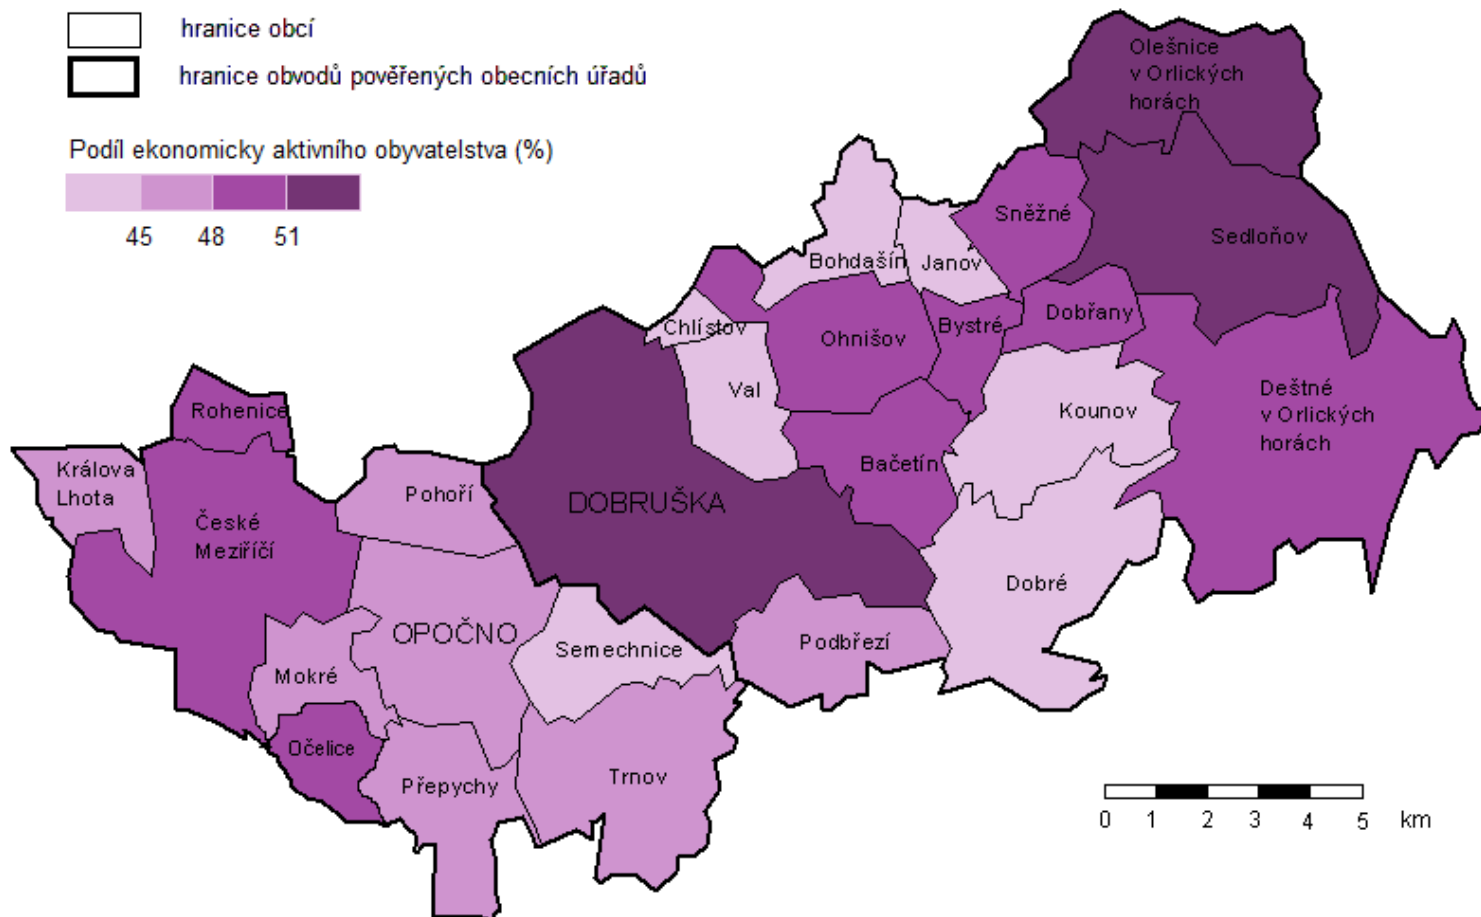 hranice obcí
hranice obvodů pověřených obecních úřadů
Podíl ekonomicky aktivního obyvatelstva (%)
45 48 51
Olešnice
v Orlických
horách
Sněžné
Sedloňov
Bohdašín
Janov
Chlístov
Ohnišov
Bystré
Dobřany
Val
Kounov
Deštné
v Orlických
horách
Rohenice
Králova
Lhota
Pohoří
Bačetín
DOBRUŠKA
České
Meziříčí
Dobré
OPOČNO
Semechnice
Podbřezí
Mokré
Očelice
Přepychy
Trnov
0 1 2 3 4 5 km